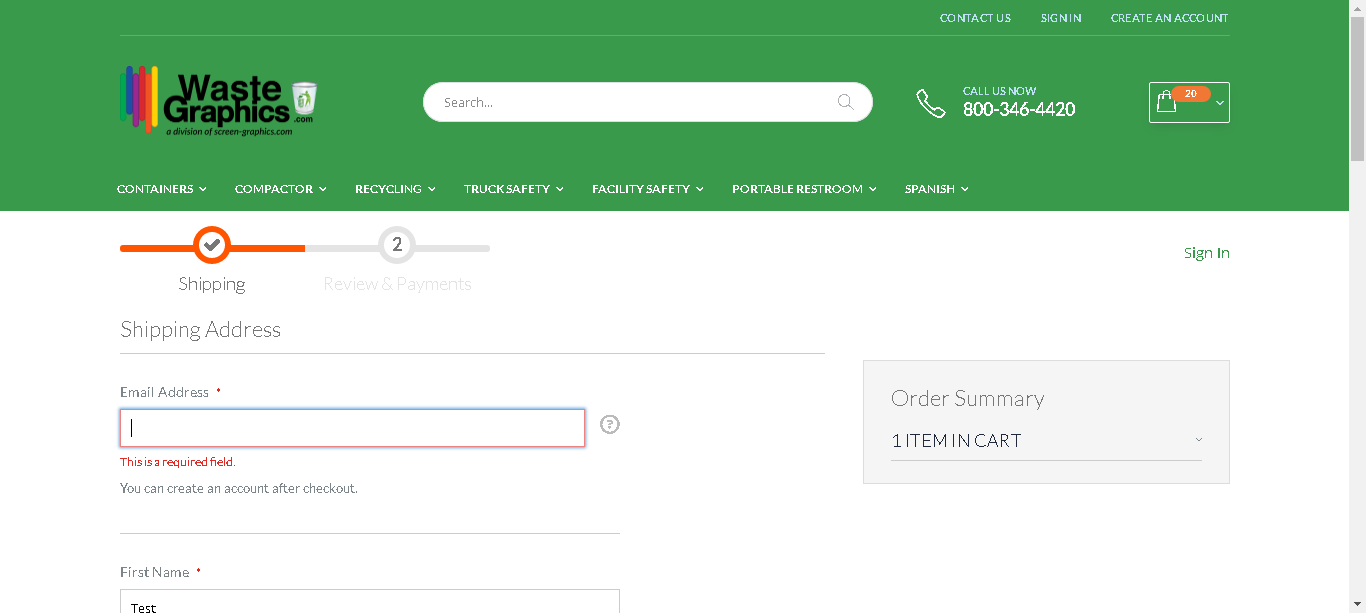 CONTACT US SIGN IN CREATE AN ACCOUNT
Waste
Graphics
.com
a division of screen-graphics.com
Search...
CALL US NOW
800-346-4420
20
CONTAINERS COMPACTOR RECYCLING TRUCK SAFETY FACILITY SAFETY PORTABLE RESTROOM SPANISH
2
Sign In
Shipping Review & Payments
Shipping Address
Email Address *
?
This is a required field.
You can create an account after checkout.
Order Summary
1 ITEM IN CART
First Name *
Test